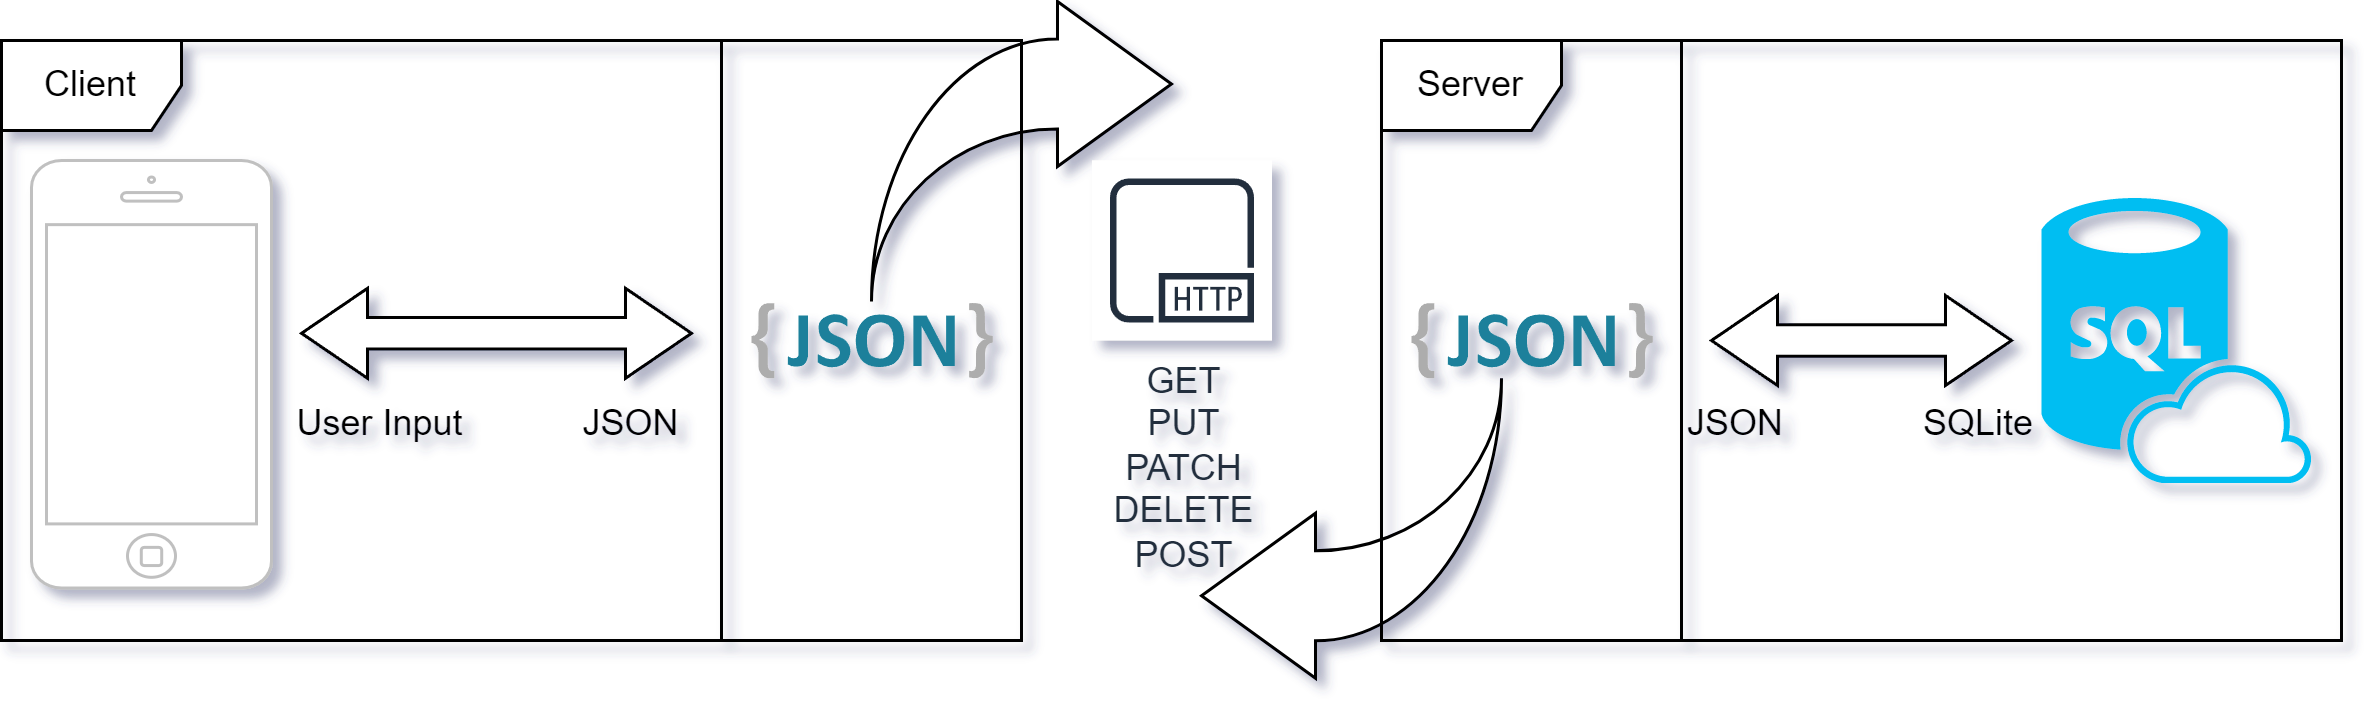 Client
Server
{JSON}
HTTP
{JSON}
SQL
User Input
JSON
GET
PUT
PATCH
DELETE
POST
JSON
SQLite